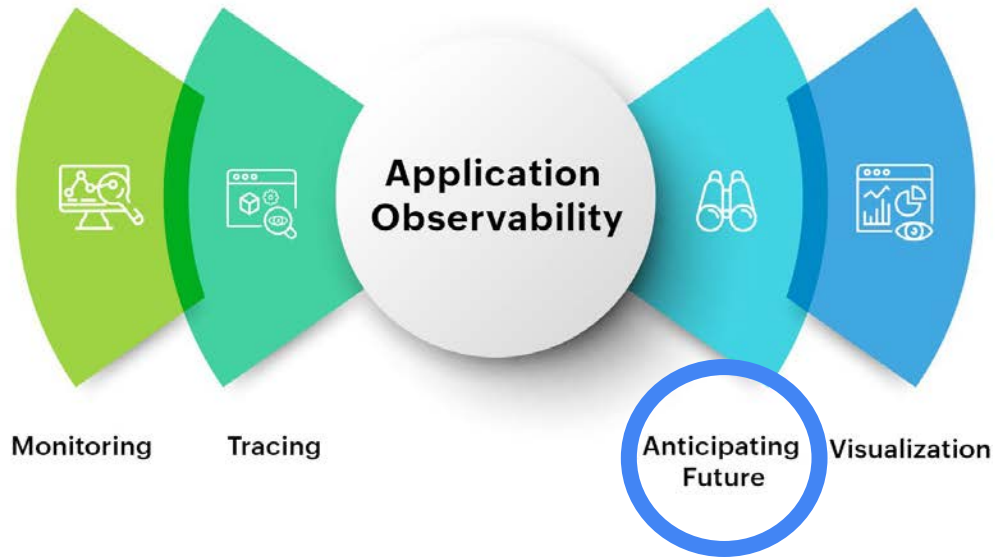 Application
Observability
Monitoring
Tracing
Anticipating
Future
Visualization